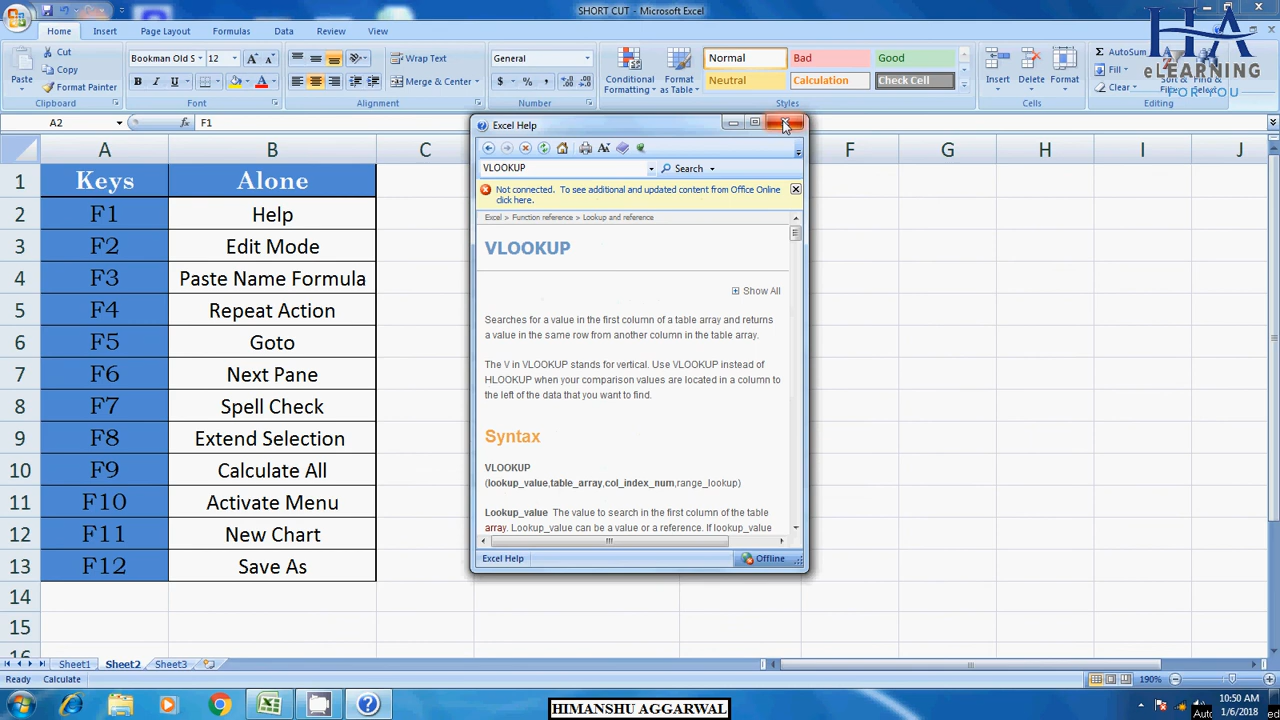 SHORT CUT - Microsoft Excel
Home Insert Page Layout Formulas Data Review View
HA
eLEARNING
FOR YOU
Paste
Cut
Copy
Format Painter
Clipboard
Bookman Old S 12
B I U
Font
Wrap Text
Merge & Center
Alignment
General
$ % ,
Number
Conditional Formatting
Format as Table
Normal Bad Good
Neutral Calculation Check Cell
Styles
Insert Delete Format
Cells
AutoSum
Fill
Clear
Editing
A2 fx F1
A B C F G H I J
1 Keys Alone
2 F1 Help
3 F2 Edit Mode
4 F3 Paste Name Formula
5 F4 Repeat Action
6 F5 Goto
7 F6 Next Pane
8 F7 Spell Check
9 F8 Extend Selection
10 F9 Calculate All
11 F10 Activate Menu
12 F11 New Chart
13 F12 Save As
14
15
Excel Help
VLOOKUP Search
Not connected. To see additional and updated content from Office Online
click here.
Excel > Function reference > Lookup and reference
VLOOKUP
Show All
Searches for a value in the first column of a table array and returns
a value in the same row from another column in the table array.
The V in VLOOKUP stands for vertical. Use VLOOKUP instead of
HLOOKUP when your comparison values are located in a column to
the left of the data that you want to find.
Syntax
VLOOKUP
(lookup_value,table_array,col_index_num,range_lookup)
Lookup_value The value to search in the first column of the table
array. Lookup_value can be a value or a reference. If lookup_value
Excel Help Offline
Sheet1 Sheet2 Sheet3
Ready Calculate 190%
HIMANSHU AGGARWAL
10:50 AM
1/6/2018